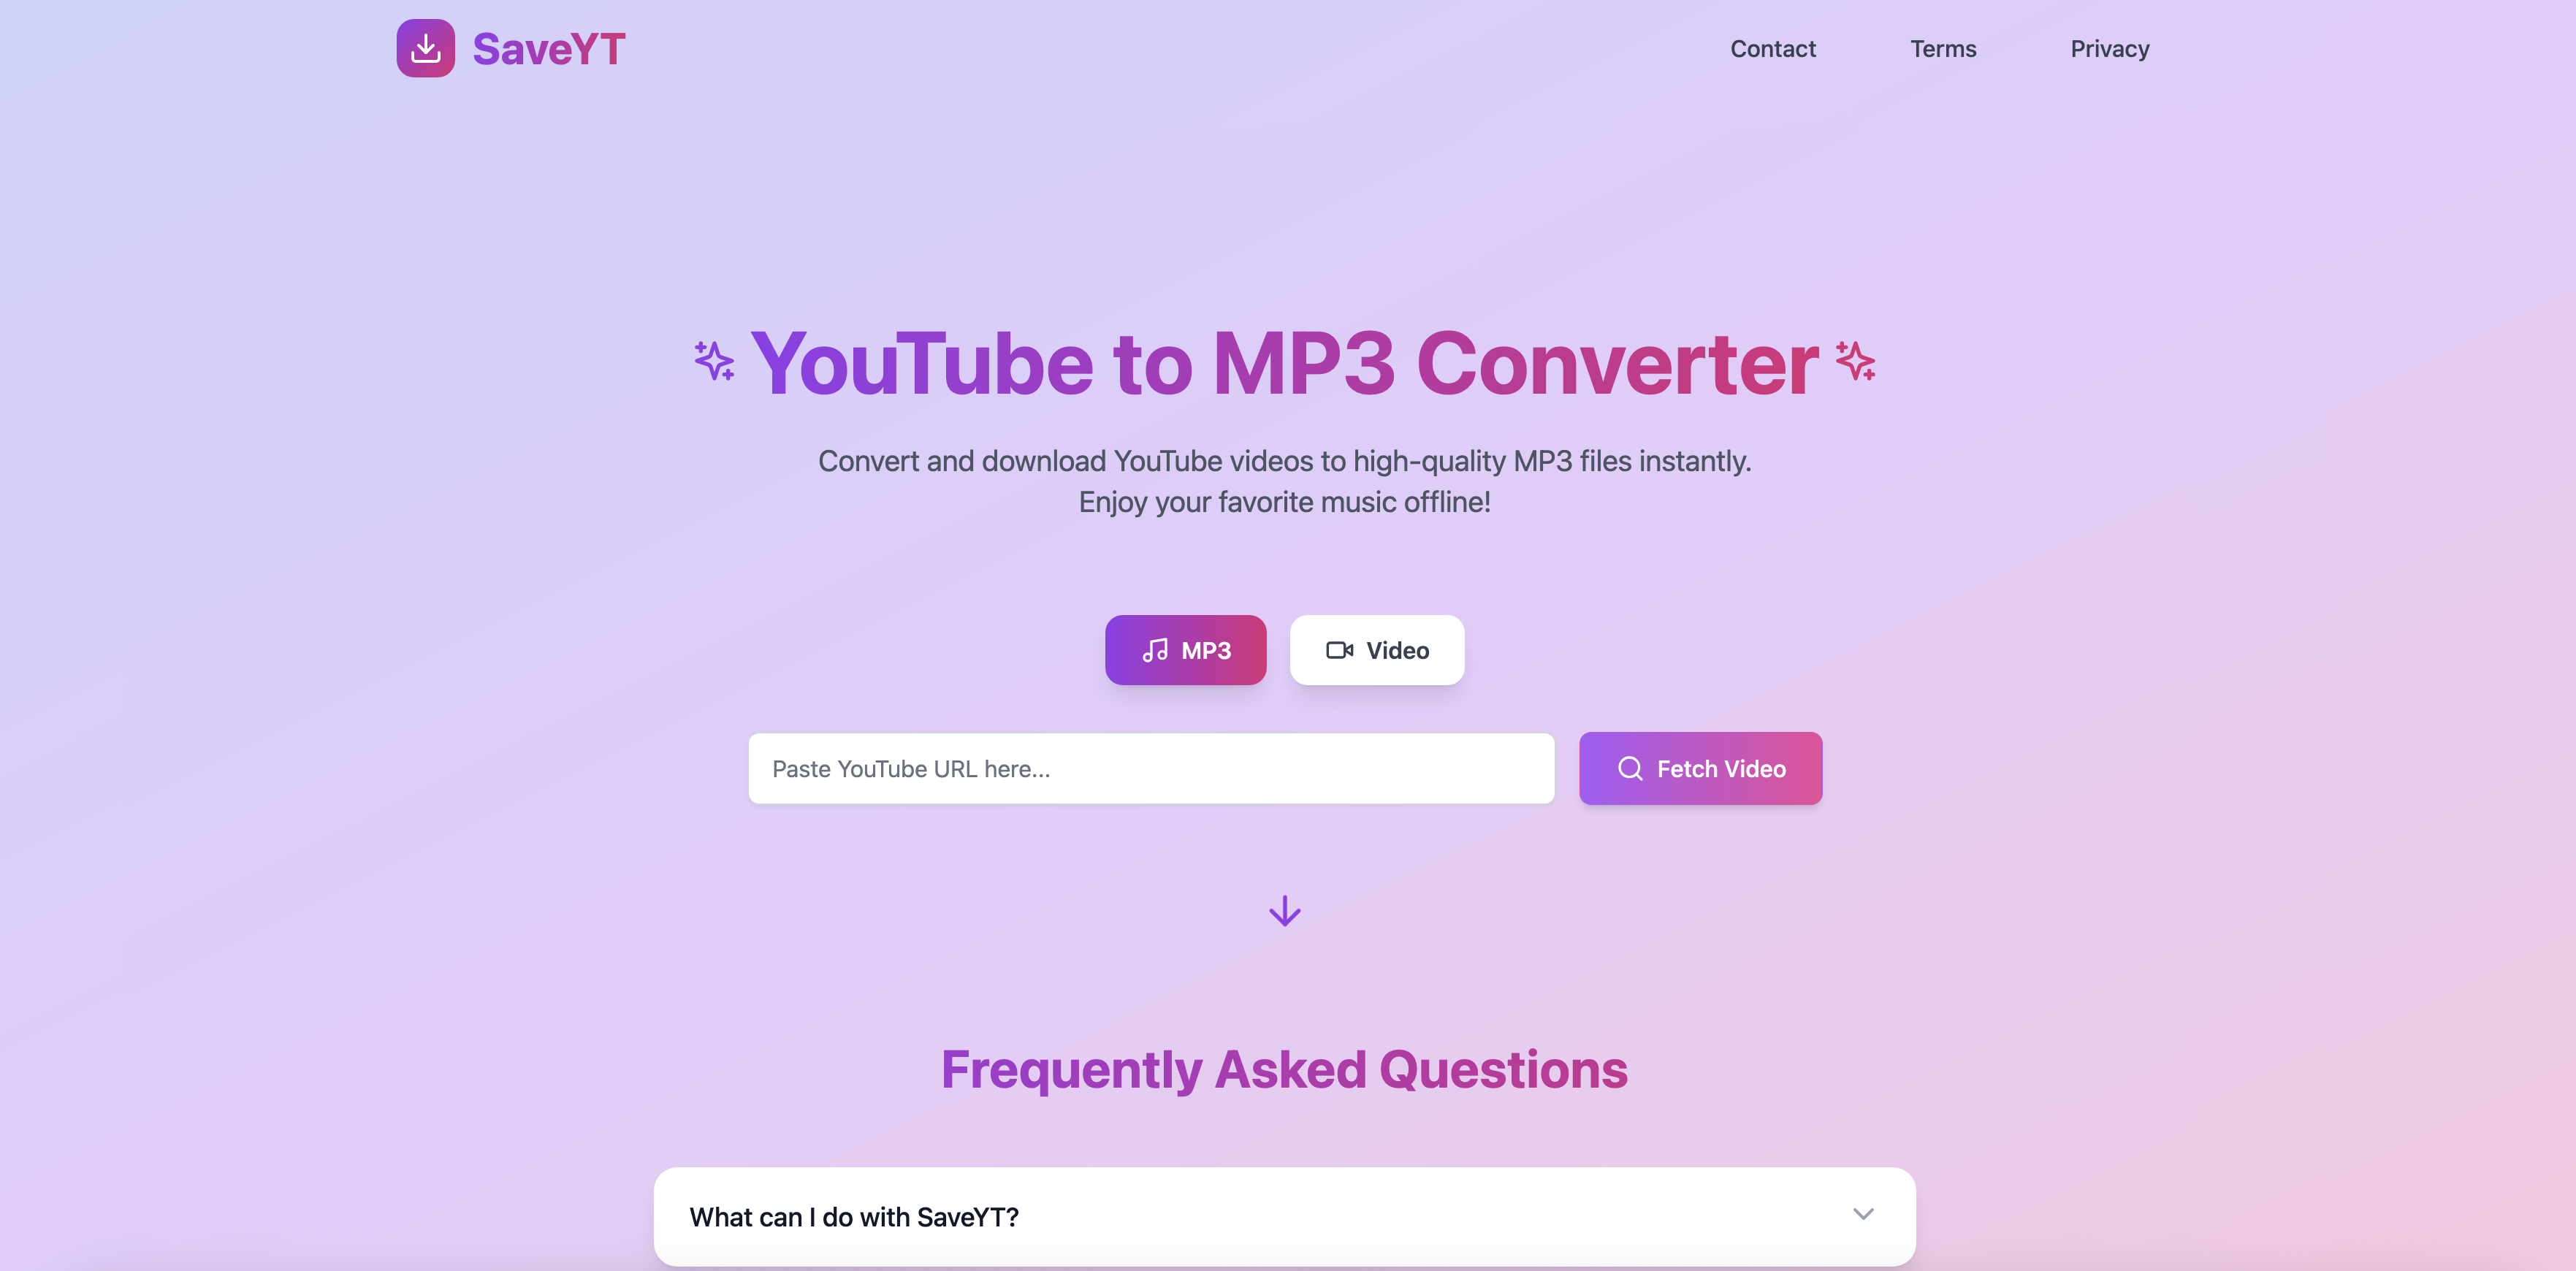 SaveYT
Contact
Terms
Privacy
YouTube to MP3 Converter
Convert and download YouTube videos to high-quality MP3 files instantly.
Enjoy your favorite music offline!
MP3
Video
Paste YouTube URL here...
Fetch Video
Frequently Asked Questions
What can I do with SaveYT?